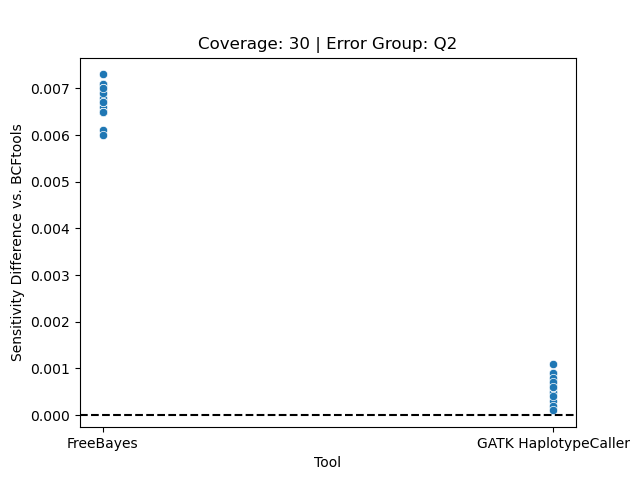 Coverage: 30 | Error Group: Q2
Sensitivity Difference vs. BCFtools
0.007
0.006
0.005
0.004
0.003
0.002
0.001
0.000
FreeBayes
GATK HaplotypeCaller
Tool